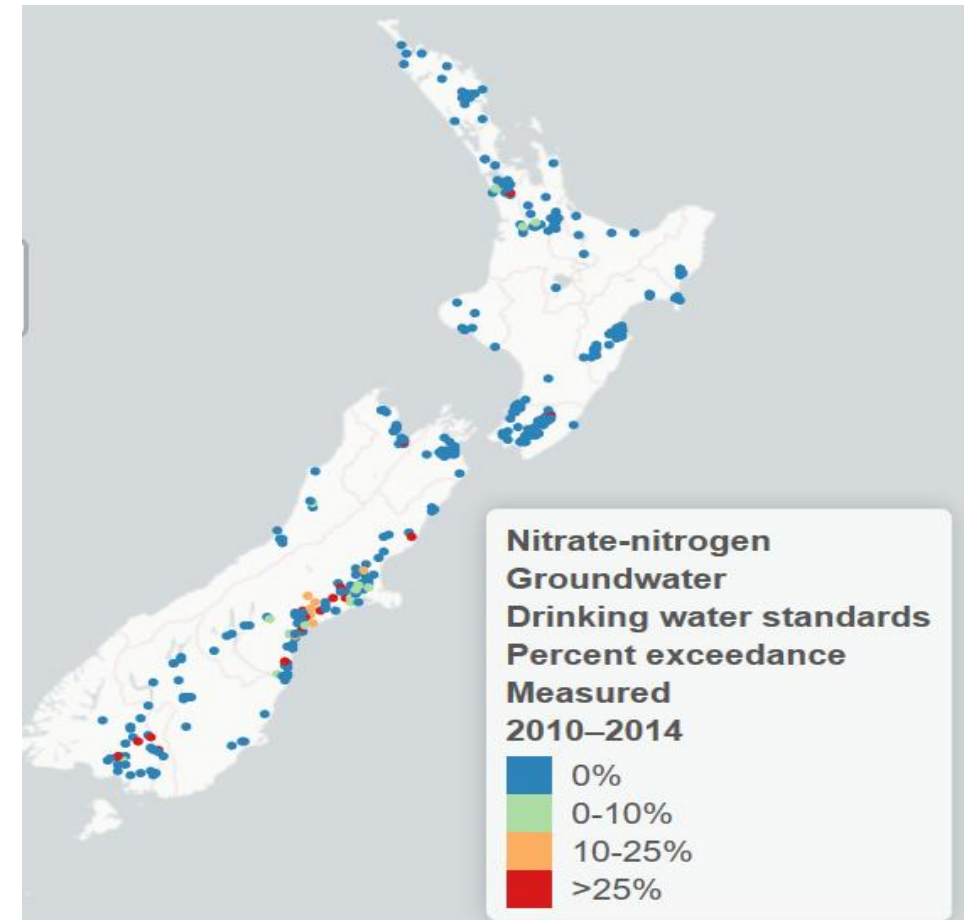 Nitrate-nitrogen
Groundwater
Drinking water standards
Percent exceedance
Measured
2010–2014
0%
0-10%
10-25%
>25%